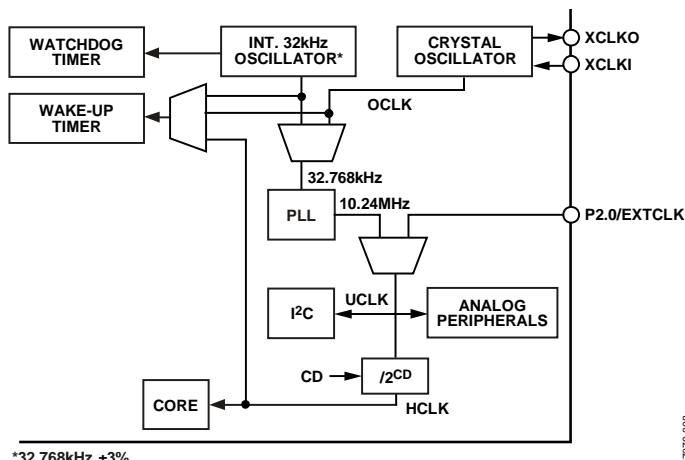 WATCHDOG
TIMER
INT. 32kHz
OSCILLATOR*
CRYSTAL
OSCILLATOR
XCLKO
XCLKI
WAKE-UP
TIMER
OCLK
32.768kHz
PLL
10.24MHz
P2.0/EXTCLK
I2C
UCLK
ANALOG
PERIPHERALS
CD
/2CD
CORE
HCLK
*32.768kHz ±3%